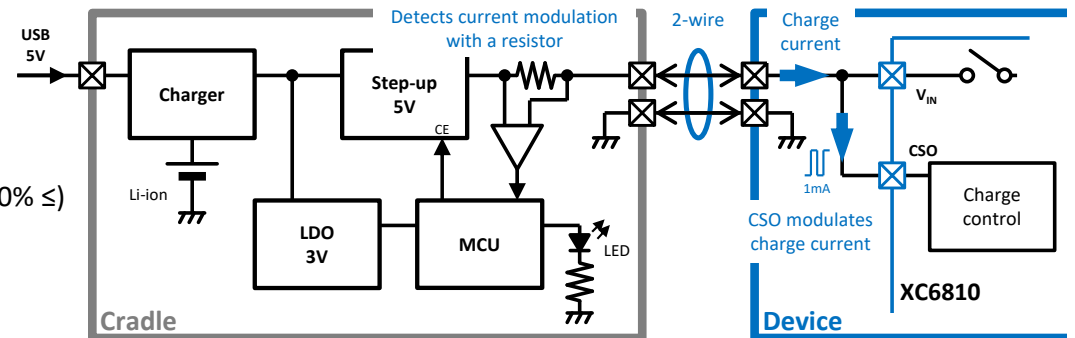 Detects current modulation
with a resistor
2-wire
Charge
current
USB
5V
Charger
Step-up
5V
CE
V_IN
CSO
1mA
Li-ion
0% ≤)
LDO
3V
MCU
LED
CSO modulates
charge current
Charge
control
XC6810
Cradle
Device